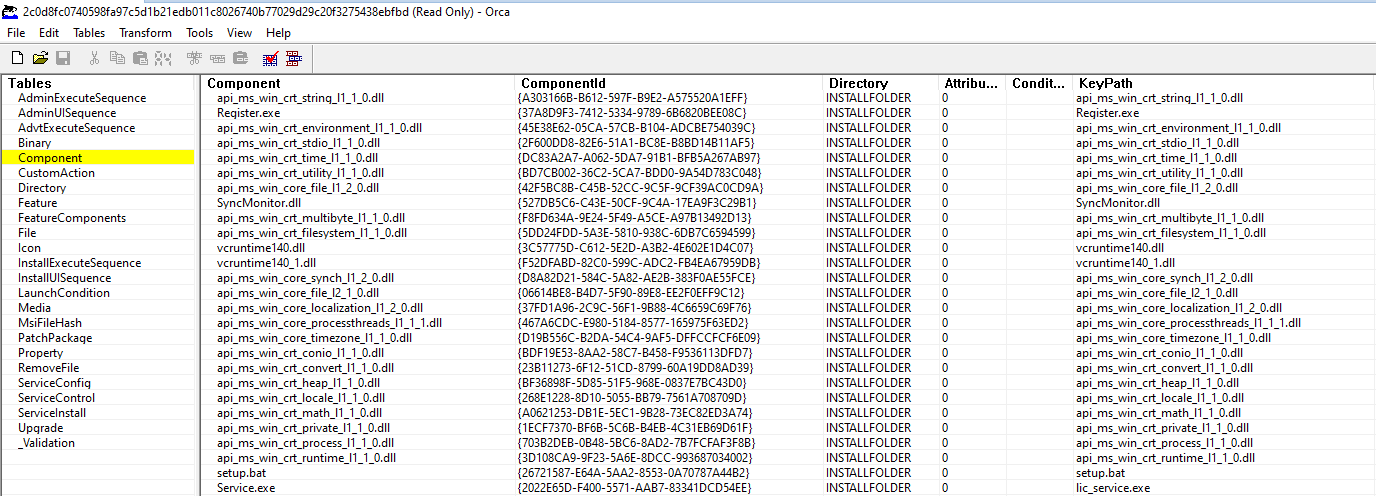 2c0d8fc0740598fa97c5d1b21edb011c8026740b77029d29c20f3275438ebfbd (Read Only) - Orca
File Edit Tables Transform Tools View Help
Tables Component ComponentId Directory Attribu... Condit... KeyPath
AdminExecuteSequence api_ms_win_crt_string_l1_1_0.dll {A303166B-B612-597F-B9E2-A575520A1EFF} INSTALLFOLDER 0 api_ms_win_crt_string_l1_1_0.dll
AdminUISequence Register.exe {37A8D9F3-7412-5334-9789-6B6820BEE08C} INSTALLFOLDER 0 Register.exe
AdvtExecuteSequence api_ms_win_crt_environment_l1_1_0.dll {45E38E62-05CA-57CB-B104-ADCBE754039C} INSTALLFOLDER 0 api_ms_win_crt_environment_l1_1_0.dll
Binary api_ms_win_crt_stdio_l1_1_0.dll {2F600DD8-82E6-51A1-BC8E-B8BD14B11AF5} INSTALLFOLDER 0 api_ms_win_crt_stdio_l1_1_0.dll
Component api_ms_win_crt_time_l1_1_0.dll {DC83A2A7-A062-5DA7-91B1-BFB5A267AB97} INSTALLFOLDER 0 api_ms_win_crt_time_l1_1_0.dll
CustomAction api_ms_win_crt_utility_l1_1_0.dll {BD7CB002-36C2-5CA7-BDD0-9A54D783C048} INSTALLFOLDER 0 api_ms_win_crt_utility_l1_1_0.dll
Directory api_ms_win_core_file_l1_2_0.dll {42F5BC8B-C45B-52CC-9C5F-9CF39AC0CD9A} INSTALLFOLDER 0 api_ms_win_core_file_l1_2_0.dll
Feature SyncMonitor.dll {527DB5C6-C43E-50CF-9C4A-17EA9F3C29B1} INSTALLFOLDER 0 SyncMonitor.dll
FeatureComponents api_ms_win_crt_multibyte_l1_1_0.dll {F8FD634A-9E24-5F49-A5CE-A97B13492D13} INSTALLFOLDER 0 api_ms_win_crt_multibyte_l1_1_0.dll
File api_ms_win_crt_filesystem_l1_1_0.dll {5DD24FDD-5A3E-5810-938C-6DB7C6594599} INSTALLFOLDER 0 api_ms_win_crt_filesystem_l1_1_0.dll
Icon vcruntime140.dll {3C57775D-C612-5E2D-A3B2-4E602E1D4C07} INSTALLFOLDER 0 vcruntime140.dll
InstallExecuteSequence vcruntime140_1.dll {F52DFABD-82C0-599C-ADC2-FB4EA67959DB} INSTALLFOLDER 0 vcruntime140_1.dll
InstallUISequence api_ms_win_core_synch_l1_2_0.dll {D8A82D21-584C-5A82-AE2B-383F0AE55FCE} INSTALLFOLDER 0 api_ms_win_core_synch_l1_2_0.dll
LaunchCondition api_ms_win_core_file_l2_1_0.dll {06614BE8-B4D7-5F90-89E8-EE2F0EFF9C12} INSTALLFOLDER 0 api_ms_win_core_file_l2_1_0.dll
Media api_ms_win_core_localization_l1_2_0.dll {37FD1A96-2C9C-56F1-9B88-4C6659C69F76} INSTALLFOLDER 0 api_ms_win_core_localization_l1_2_0.dll
MsiFileHash api_ms_win_core_processthreads_l1_1_1.dll {467A6CDC-E980-5184-8577-165975F63ED2} INSTALLFOLDER 0 api_ms_win_core_processthreads_l1_1_1.dll
PatchPackage api_ms_win_core_timezone_l1_1_0.dll {D19B556C-B2DA-54C4-9AF5-DFFCCFCF6E09} INSTALLFOLDER 0 api_ms_win_core_timezone_l1_1_0.dll
Property api_ms_win_crt_conio_l1_1_0.dll {BDF19E53-8AA2-58C7-B458-F9536113DFD7} INSTALLFOLDER 0 api_ms_win_crt_conio_l1_1_0.dll
RemoveFile api_ms_win_crt_convert_l1_1_0.dll {23B11273-6F12-51CD-8799-60A19DD8AD39} INSTALLFOLDER 0 api_ms_win_crt_convert_l1_1_0.dll
ServiceConfig api_ms_win_crt_heap_l1_1_0.dll {BF36898F-5D85-51F5-968E-0837E7BC43D0} INSTALLFOLDER 0 api_ms_win_crt_heap_l1_1_0.dll
ServiceControl api_ms_win_crt_locale_l1_1_0.dll {268E1228-8D10-5055-BB79-7561A708709D} INSTALLFOLDER 0 api_ms_win_crt_locale_l1_1_0.dll
ServiceInstall api_ms_win_crt_math_l1_1_0.dll {A0621253-DB1E-5EC1-9B28-73EC82ED3A74} INSTALLFOLDER 0 api_ms_win_crt_math_l1_1_0.dll
Upgrade api_ms_win_crt_private_l1_1_0.dll {1ECF7370-BF6B-5C6B-B4EB-4C31EB69D61F} INSTALLFOLDER 0 api_ms_win_crt_private_l1_1_0.dll
_Validation api_ms_win_crt_process_l1_1_0.dll {703B2DEB-0B48-5BC6-8AD2-7B7FCFAF3F8B} INSTALLFOLDER 0 api_ms_win_crt_process_l1_1_0.dll
api_ms_win_crt_runtime_l1_1_0.dll {3D108CA9-9F23-5A6E-8DCC-993687034002} INSTALLFOLDER 0 api_ms_win_crt_runtime_l1_1_0.dll
setup.bat {26721587-E64A-5AA2-8553-0A70787A44B2} INSTALLFOLDER 0 setup.bat
Service.exe {2022E65D-F400-5571-AAB7-83341DCD54EE} INSTALLFOLDER 0 lic_service.exe